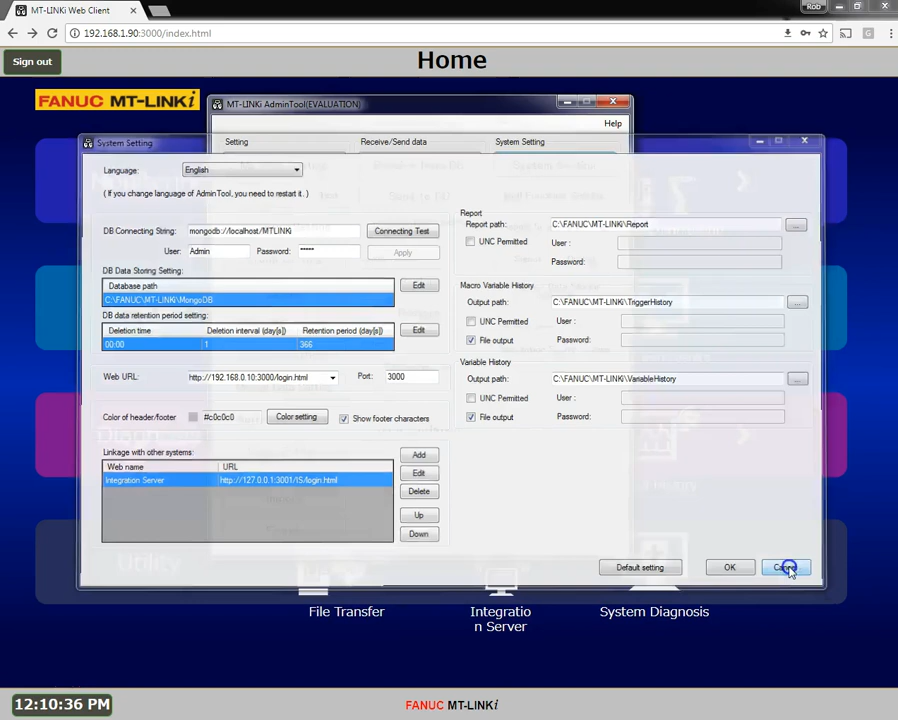 MT-LINKi Web Client
Rob
192.168.1.90:3000/index.html
Sign out
Home
FANUC MT-LINKi
MT-LINKi AdminTool(EVALUATION)
Help
Setting
Receive/Send data
System Setting
System Setting
Language:
English
( If you change language of AdminTool, you need to restart it. )
DB Connecting String:
mongodb://localhost/MTLINKi
Connecting Test
User:
Admin
Password:
*****
Apply
DB Data Storing Setting:
Database path
C:\FANUC\MT-LINKi\MongoDB
Edit
DB data retention period setting:
Deletion time
Deletion interval (day[s])
Retention period (day[s])
00:00
1
366
Edit
Web URL:
http://192.168.0.10:3000/login.html
Port:
3000
Color of header/footer
#c0c0c0
Color setting
Show footer characters
Linkage with other systems:
Web name
URL
Integration Server
http://127.0.0.1:3001/IS/login.html
Add
Edit
Delete
Up
Down
Report
Report path:
C:\FANUC\MT-LINKi\Report
...
UNC Permitted
User :
Password:
Macro Variable History
Output path:
C:\FANUC\MT-LINKi\TriggerHistory
...
UNC Permitted
User :
File output
Password:
Variable History
Output path:
C:\FANUC\MT-LINKi\VariableHistory
...
UNC Permitted
User :
File output
Password:
Default setting
OK
Utility
File Transfer
Integratio
n Server
System Diagnosis
12:10:36 PM
FANUC MT-LINKi